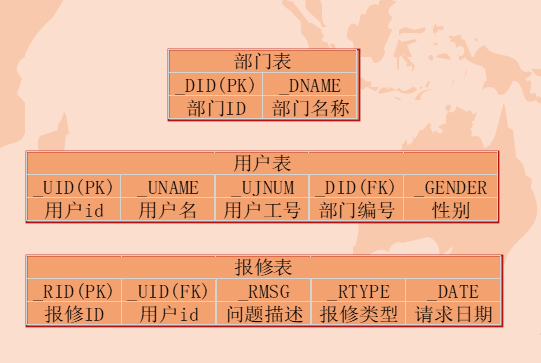 部门表
_DID(PK) _DNAME
部门ID 部门名称
用户表
_UID(PK) _UNAME _UJNUM _DID(FK) _GENDER
用户id 用户名 用户工号 部门编号 性别
报修表
_RID(PK) _UID(FK) _RMSG _RTYPE _DATE
报修ID 用户id 问题描述 报修类型 请求日期